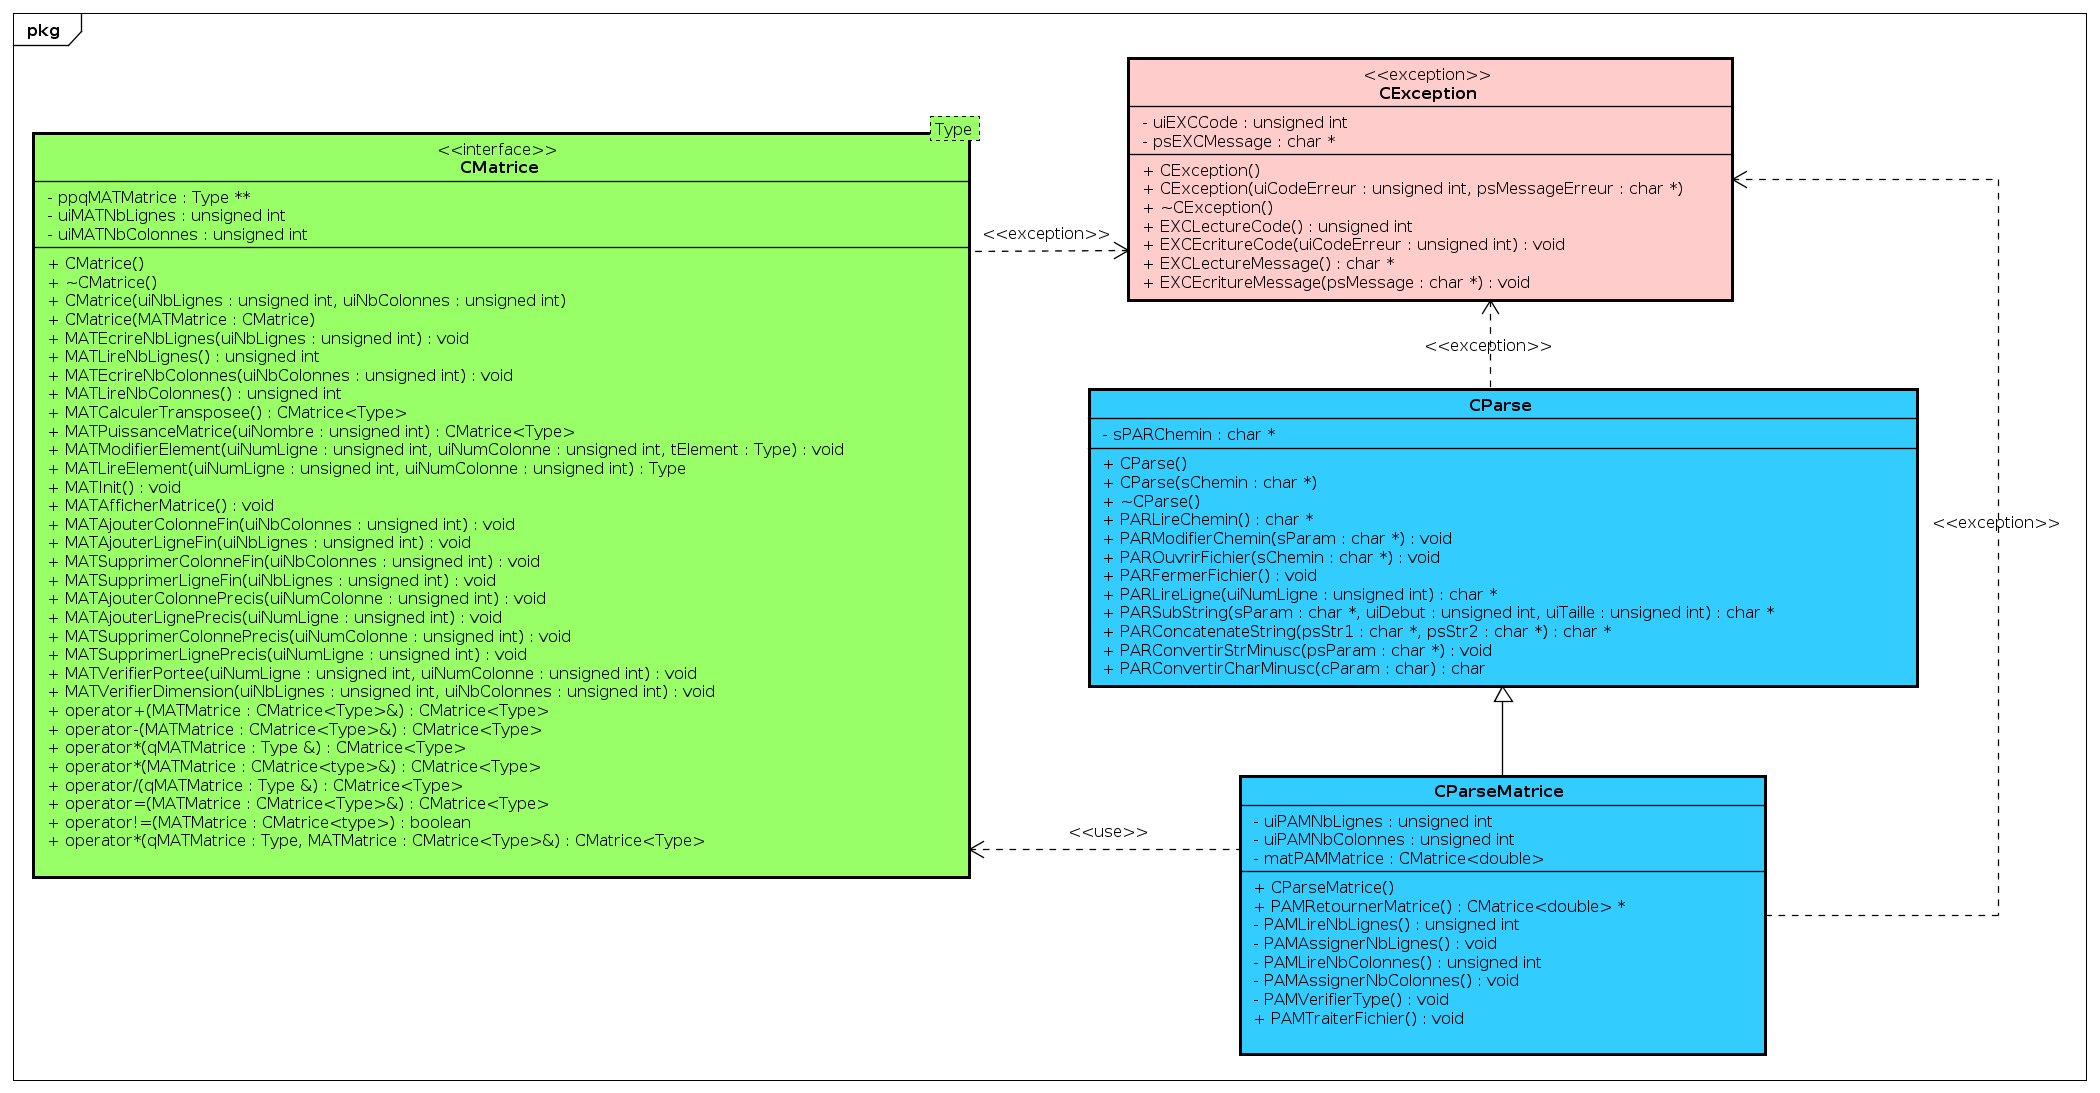 pkg
Type
<<interface>>
CMatrice
- ppqMATMatrice : Type **
- uiMATNbLignes : unsigned int
- uiMATNbColonnes : unsigned int
+ CMatrice()
+ ~CMatrice()
+ CMatrice(uiNbLignes : unsigned int, uiNbColonnes : unsigned int)
+ CMatrice(MATMatrice : CMatrice)
+ MATEcrireNbLignes(uiNbLignes : unsigned int) : void
+ MATLireNbLignes() : unsigned int
+ MATEcrireNbColonnes(uiNbColonnes : unsigned int) : void
+ MATLireNbColonnes() : unsigned int
+ MATCalculerTransposee() : CMatrice<Type>
+ MATPuissanceMatrice(uiNombre : unsigned int) : CMatrice<Type>
+ MATModifierElement(uiNumLigne : unsigned int, uiNumColonne : unsigned int, tElement : Type) : void
+ MATLireElement(uiNumLigne : unsigned int, uiNumColonne : unsigned int) : Type
+ MATInit() : void
+ MATAfficherMatrice() : void
+ MATAjouterColonneFin(uiNbColonnes : unsigned int) : void
+ MATAjouterLigneFin(uiNbLignes : unsigned int) : void
+ MATSupprimerColonneFin(uiNbColonnes : unsigned int) : void
+ MATSupprimerLigneFin(uiNbLignes : unsigned int) : void
+ MATAjouterColonnePrecis(uiNumColonne : unsigned int) : void
+ MATAjouterLignePrecis(uiNumLigne : unsigned int) : void
+ MATSupprimerColonnePrecis(uiNumColonne : unsigned int) : void
+ MATSupprimerLignePrecis(uiNumLigne : unsigned int) : void
+ MATVerifierPortee(uiNumLigne : unsigned int, uiNumColonne : unsigned int) : void
+ MATVerifierDimension(uiNbLignes : unsigned int, uiNbColonnes : unsigned int) : void
+ operator+(MATMatrice : CMatrice<Type>&) : CMatrice<Type>
+ operator-(MATMatrice : CMatrice<Type>&) : CMatrice<Type>
+ operator*(qMATMatrice : Type &) : CMatrice<Type>
+ operator*(MATMatrice : CMatrice<type>&) : CMatrice<Type>
+ operator/(qMATMatrice : Type &) : CMatrice<Type>
+ operator=(MATMatrice : CMatrice<Type>&) : CMatrice<Type>
+ operator!=(MATMatrice : CMatrice<type>) : boolean
+ operator*(qMATMatrice : Type, MATMatrice : CMatrice<Type>&) : CMatrice<Type>
<<exception>>
<<exception>>
CException
- uiEXCCode : unsigned int
- psEXCMessage : char *
+ CException()
+ CException(uiCodeErreur : unsigned int, psMessageErreur : char *)
+ ~CException()
+ EXCLectureCode() : unsigned int
+ EXCEcritureCode(uiCodeErreur : unsigned int) : void
+ EXCLectureMessage() : char *
+ EXCEcritureMessage(psMessage : char *) : void
<<exception>>
CParse
- sPARChemin : char *
+ CParse()
+ CParse(sChemin : char *)
+ ~CParse()
+ PARLireChemin() : char *
+ PARModifierChemin(sParam : char *) : void
+ PAROuvrirFichier(sChemin : char *) : void
+ PARFermerFichier() : void
+ PARLireLigne(uiNumLigne : unsigned int) : char *
+ PARSubString(sParam : char *, uiDebut : unsigned int, uiTaille : unsigned int) : char *
+ PARConcatenateString(psStr1 : char *, psStr2 : char *) : char *
+ PARConvertirStrMinusc(psParam : char *) : void
+ PARConvertirCharMinusc(cParam : char) : char
<<exception>>
<<use>>
CParseMatrice
- uiPAMNbLignes : unsigned int
- uiPAMNbColonnes : unsigned int
- matPAMMatrice : CMatrice<double>
+ CParseMatrice()
+ PAMRetournerMatrice() : CMatrice<double> *
- PAMLireNbLignes() : unsigned int
- PAMAssignerNbLignes() : void
- PAMLireNbColonnes() : unsigned int
- PAMAssignerNbColonnes() : void
- PAMVerifierType() : void
+ PAMTraiterFichier() : void